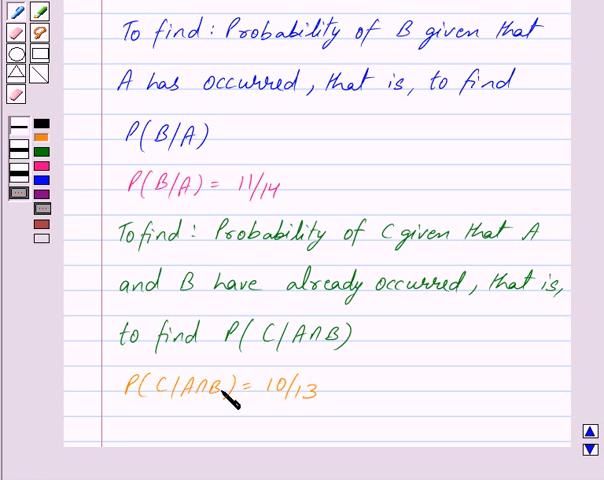 To find: Probability of B given that
A has occurred, that is, to find
P(B/A)
P(B/A) = 11/14
To find: Probability of C given that A
and B have already occurred, that is,
to find P(C/A∩B)
P(C/A∩B) = 10/13